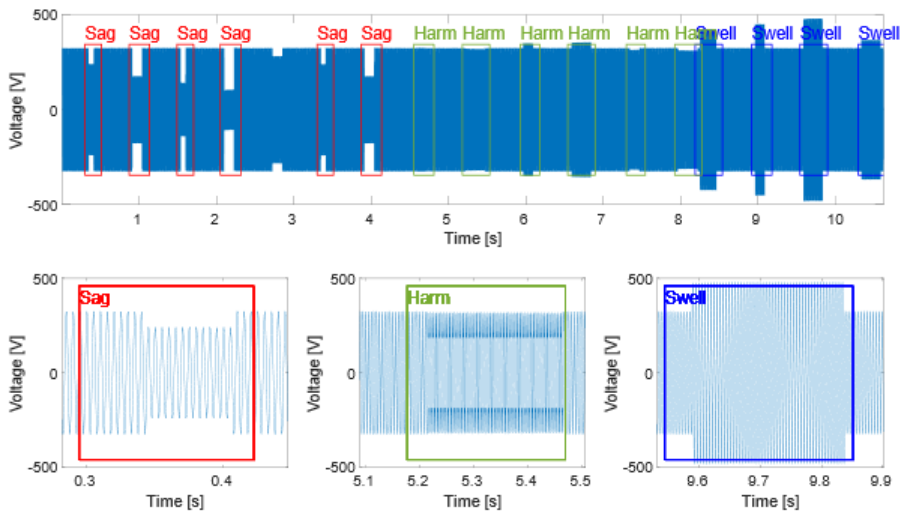 500
0
-500
Voltage [V]
Sag Sag Sag Sag Sag Sag Harm Harm Harm Harm Harm Harm Swell Swell Swell Swell
1 2 3 4 5 6 7 8 9 10
Time [s]
500
0
-500
Voltage [V]
Sag
0.3 0.4
Time [s]
500
0
-500
Voltage [V]
Harm
5.1 5.2 5.3 5.4 5.5
Time [s]
500
0
-500
Voltage [V]
Swell
9.6 9.7 9.8 9.9
Time [s]